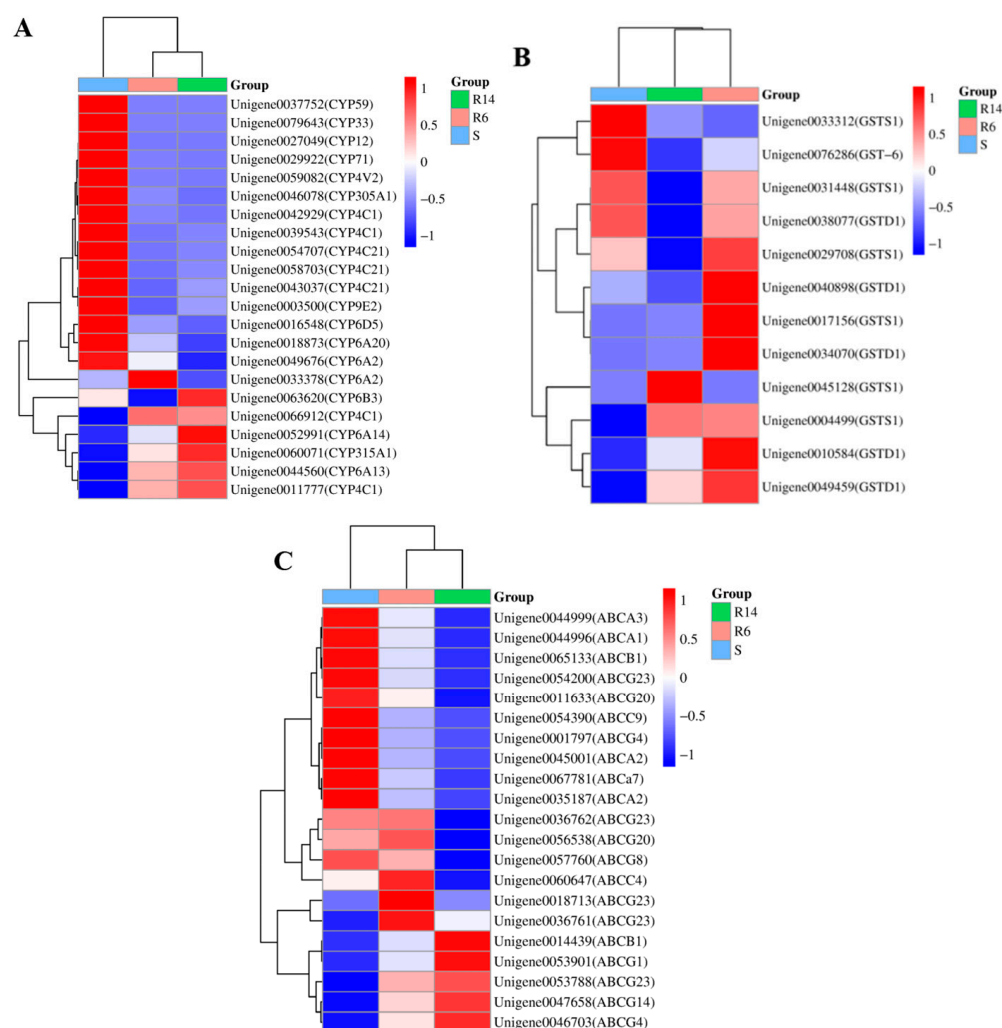 A
Group
Unigene0037752(CYP59)
Unigene0079643(CYP33)
Unigene0027049(CYP12)
Unigene0029922(CYP71)
Unigene0059082(CYP4V2)
Unigene0046078(CYP305A1)
Unigene0042929(CYP4C1)
Unigene0039543(CYP4C1)
Unigene0054707(CYP4C21)
Unigene0058703(CYP4C21)
Unigene0043037(CYP4C21)
Unigene0003500(CYP9E2)
Unigene0016548(CYP6D5)
Unigene0018873(CYP6A20)
Unigene0049676(CYP6A2)
Unigene0033378(CYP6A2)
Unigene0063620(CYP6B3)
Unigene0066912(CYP4C1)
Unigene0052991(CYP6A14)
Unigene0060071(CYP315A1)
Unigene0044560(CYP6A13)
Unigene0011777(CYP4C1)
1
0.5
0
−0.5
−1
Group
R14
R6
S
B
Group
Unigene0033312(GSTS1)
Unigene0076286(GST−6)
Unigene0031448(GSTS1)
Unigene0038077(GSTD1)
Unigene0029708(GSTS1)
Unigene0040898(GSTD1)
Unigene0017156(GSTS1)
Unigene0034070(GSTD1)
Unigene0045128(GSTS1)
Unigene0004499(GSTS1)
Unigene0010584(GSTD1)
Unigene0049459(GSTD1)
1
0.5
0
−0.5
−1
Group
R14
R6
S
C
Group
Unigene0044999(ABCA3)
Unigene0044996(ABCA1)
Unigene0065133(ABCB1)
Unigene0054200(ABCG23)
Unigene0011633(ABCG20)
Unigene0054390(ABCC9)
Unigene0001797(ABCG4)
Unigene0045001(ABCA2)
Unigene0067781(ABCa7)
Unigene0035187(ABCA2)
Unigene0036762(ABCG23)
Unigene0056538(ABCG20)
Unigene0057760(ABCG8)
Unigene0060647(ABCC4)
Unigene0018713(ABCG23)
Unigene0036761(ABCG23)
Unigene0014439(ABCB1)
Unigene0053901(ABCG1)
Unigene0053788(ABCG23)
Unigene0047658(ABCG14)
Unigene0046703(ABCG4)
1
0.5
0
−0.5
−1
Group
R14
R6
S